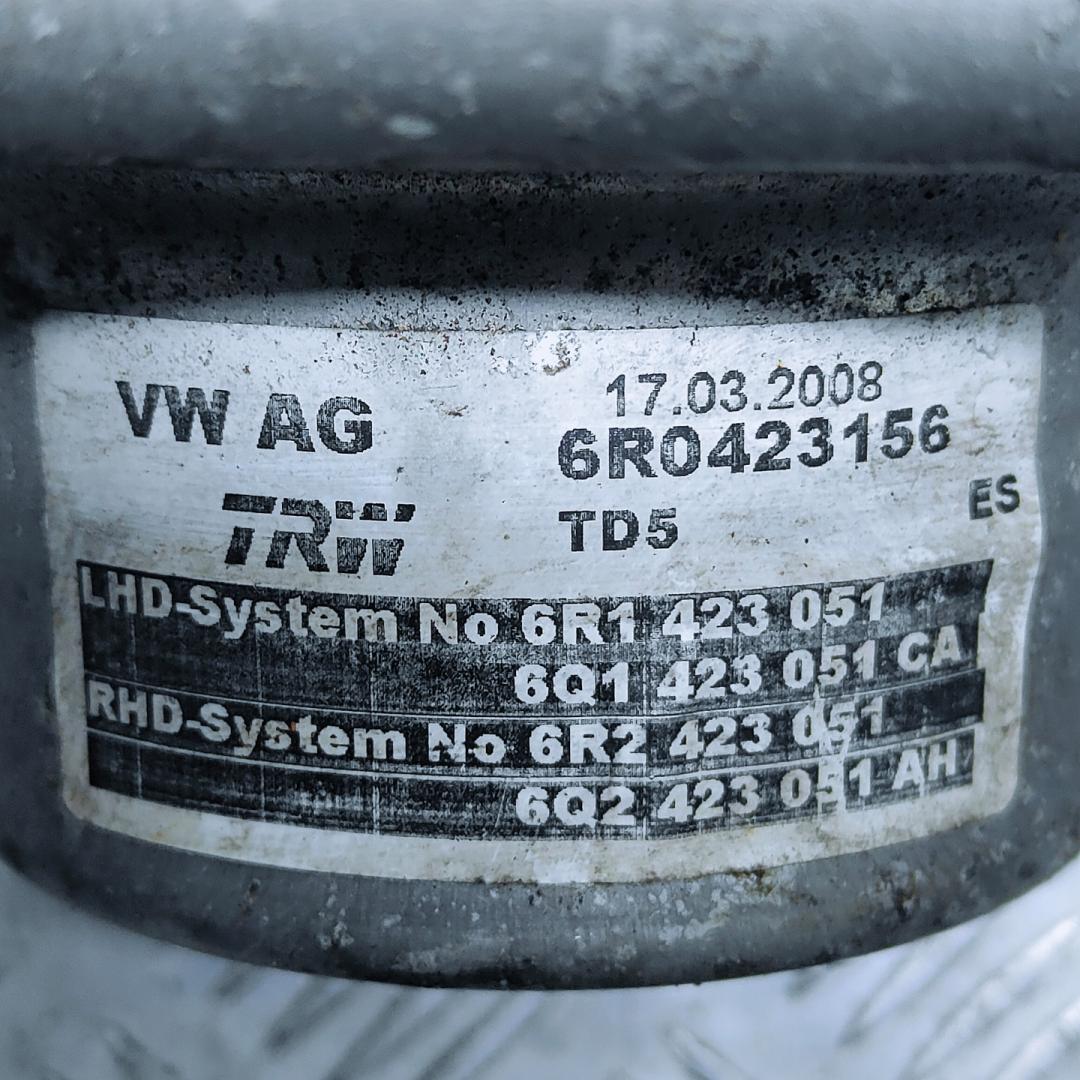 VW AG
17.03.2008
6R0423156
TRW
TD5
ES
LHD-System No 6R1 423 051
6Q1 423 051 CA
RHD-System No 6R2 423 051
6Q2 423 051 AH